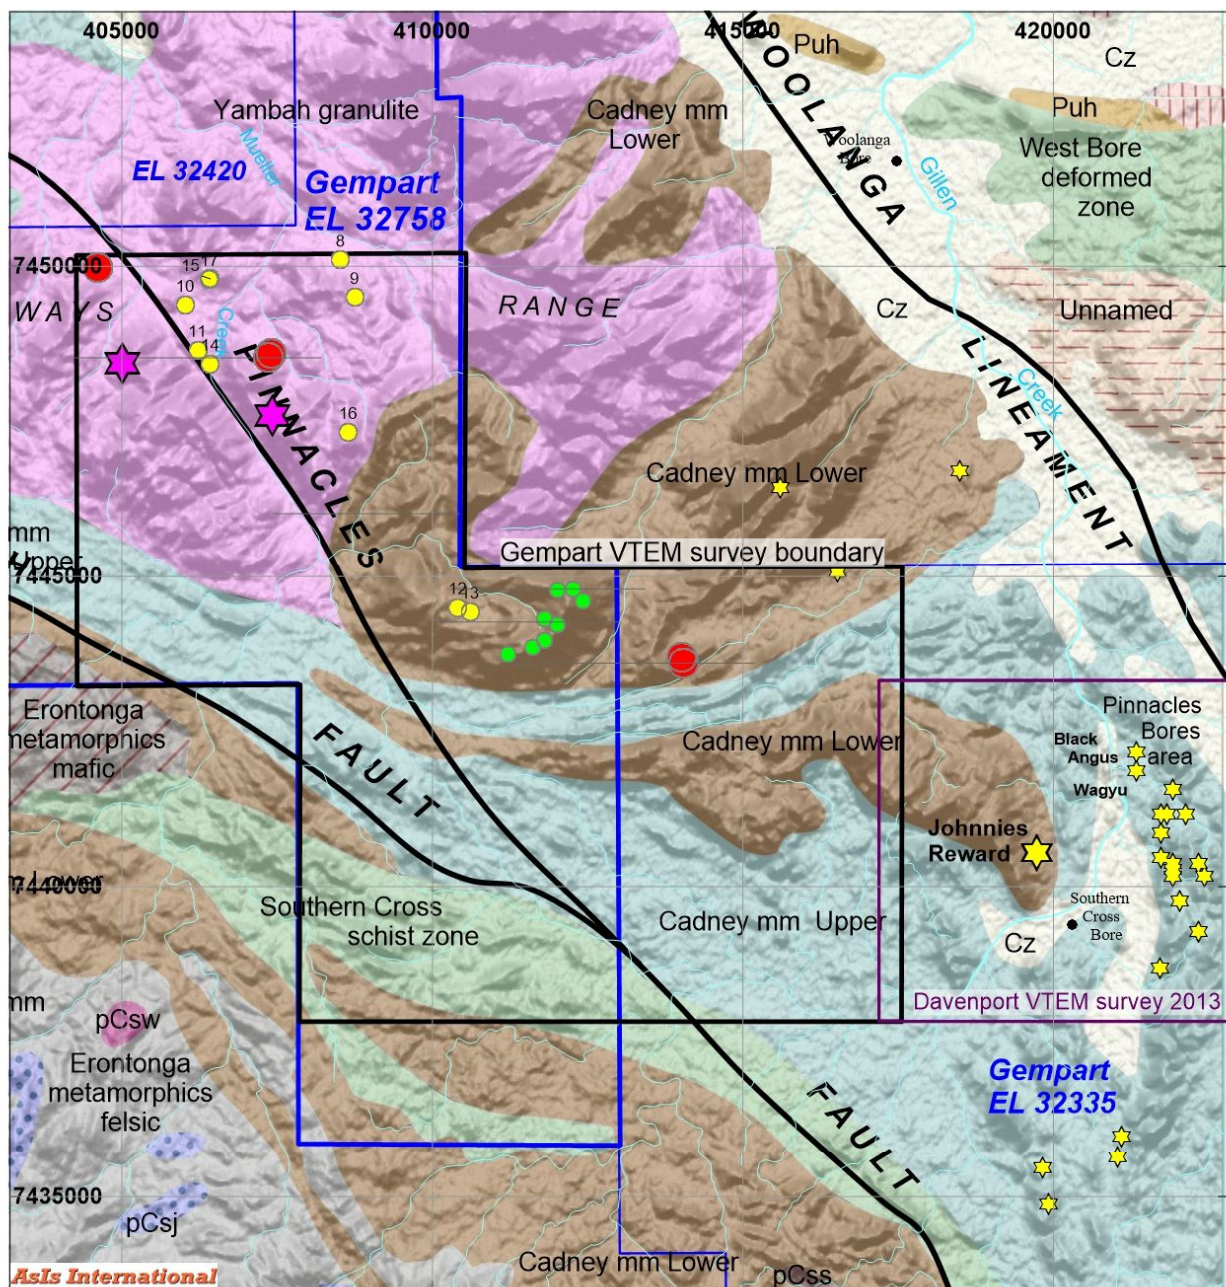 405000
410000
415000
420000
WOOLANGA
LINEAMENT
Puh
Cz
Yambah granulite
Cadney mm
Lower
Puh
Mueller
Creek
EL 32420
Gempart
EL 32758
Woolanga
Bore
Gillen
Creek
West Bore
deformed
zone
8
7450000
15
17
9
10
WAYS
RANGE
Cz
Unnamed
11
14
PINNACLES
16
Cadney mm Lower
mm
Upper
Gempart VTEM survey boundary
7445000
12
13
Erontonga
metamorphics
mafic
FAULT
Cadney mm Lower
Pinnacles
Bores
area
Black
Angus
Wagyu
Johnnies
Reward
Lower
7440000
Southern Cross
schist zone
Cadney mm Upper
Southern
Cross
Bore
Cz
Davenport VTEM survey 2013
mm
pCsw
Erontonga
metamorphics
felsic
Gempart
EL 32335
FAULT
7435000
pCsj
Cadney mm Lower
pCss
AsIs International